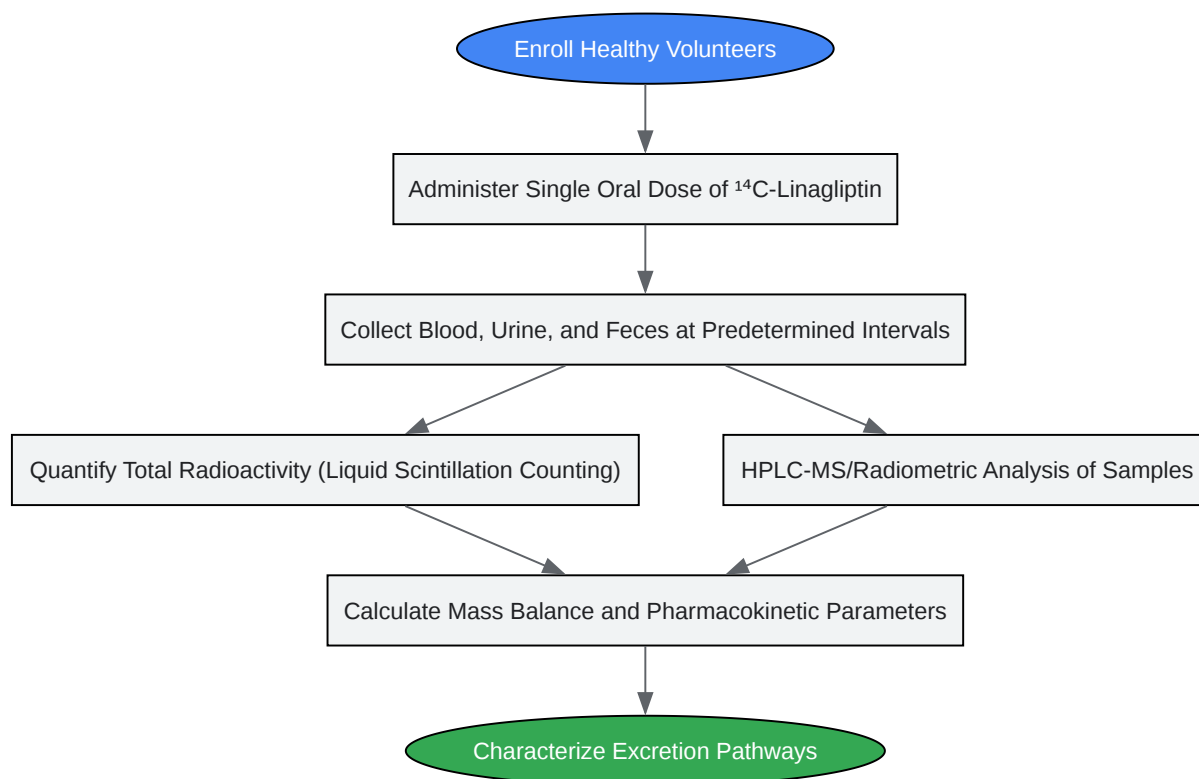 Enroll Healthy Volunteers
Administer Single Oral Dose of ¹⁴C-Linagliptin
Collect Blood, Urine, and Feces at Predetermined Intervals
Quantify Total Radioactivity (Liquid Scintillation Counting)
HPLC-MS/Radiometric Analysis of Samples
Calculate Mass Balance and Pharmacokinetic Parameters
Characterize Excretion Pathways